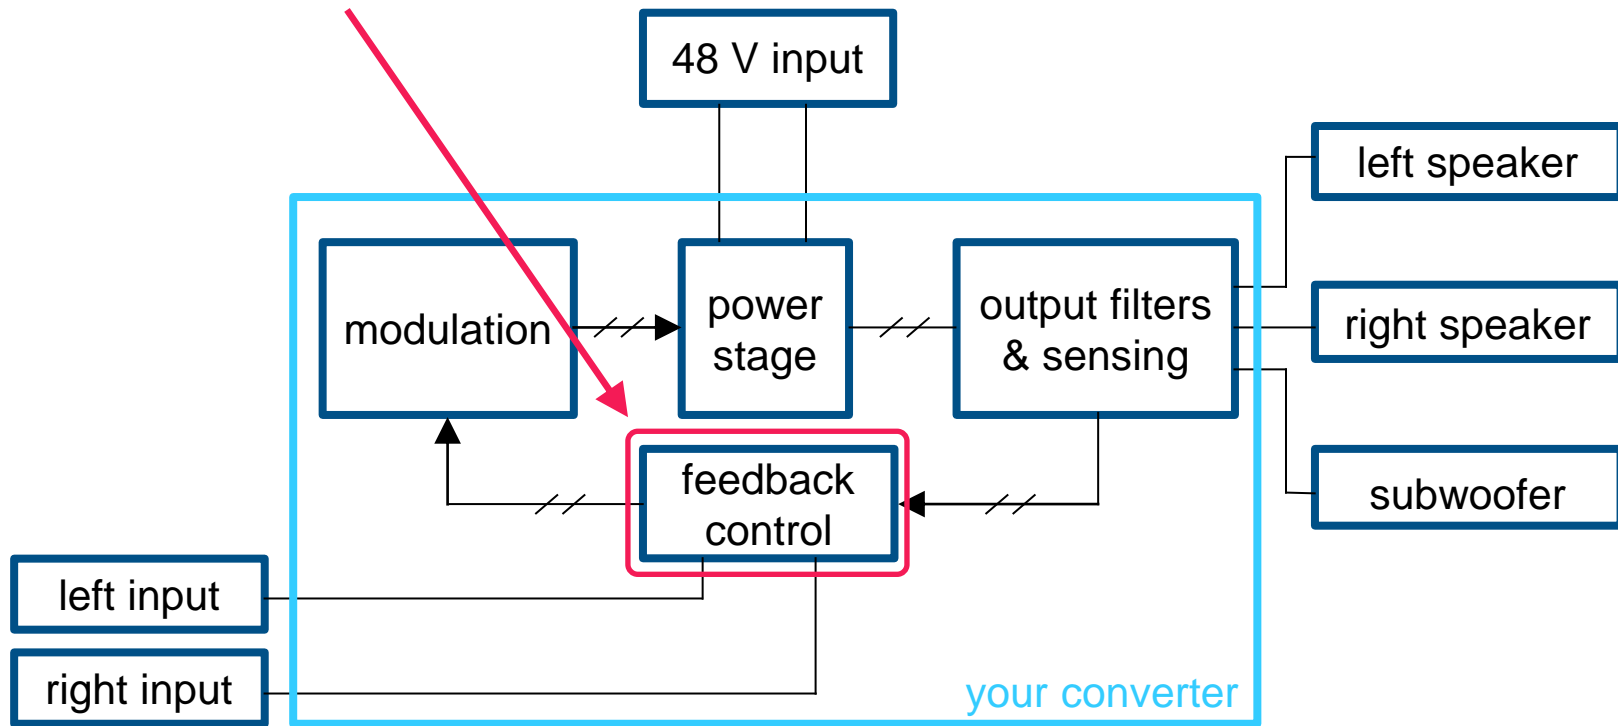 48 V input
left speaker
modulation
power
stage
output filters
& sensing
right speaker
feedback
control
subwoofer
left input
right input
your converter